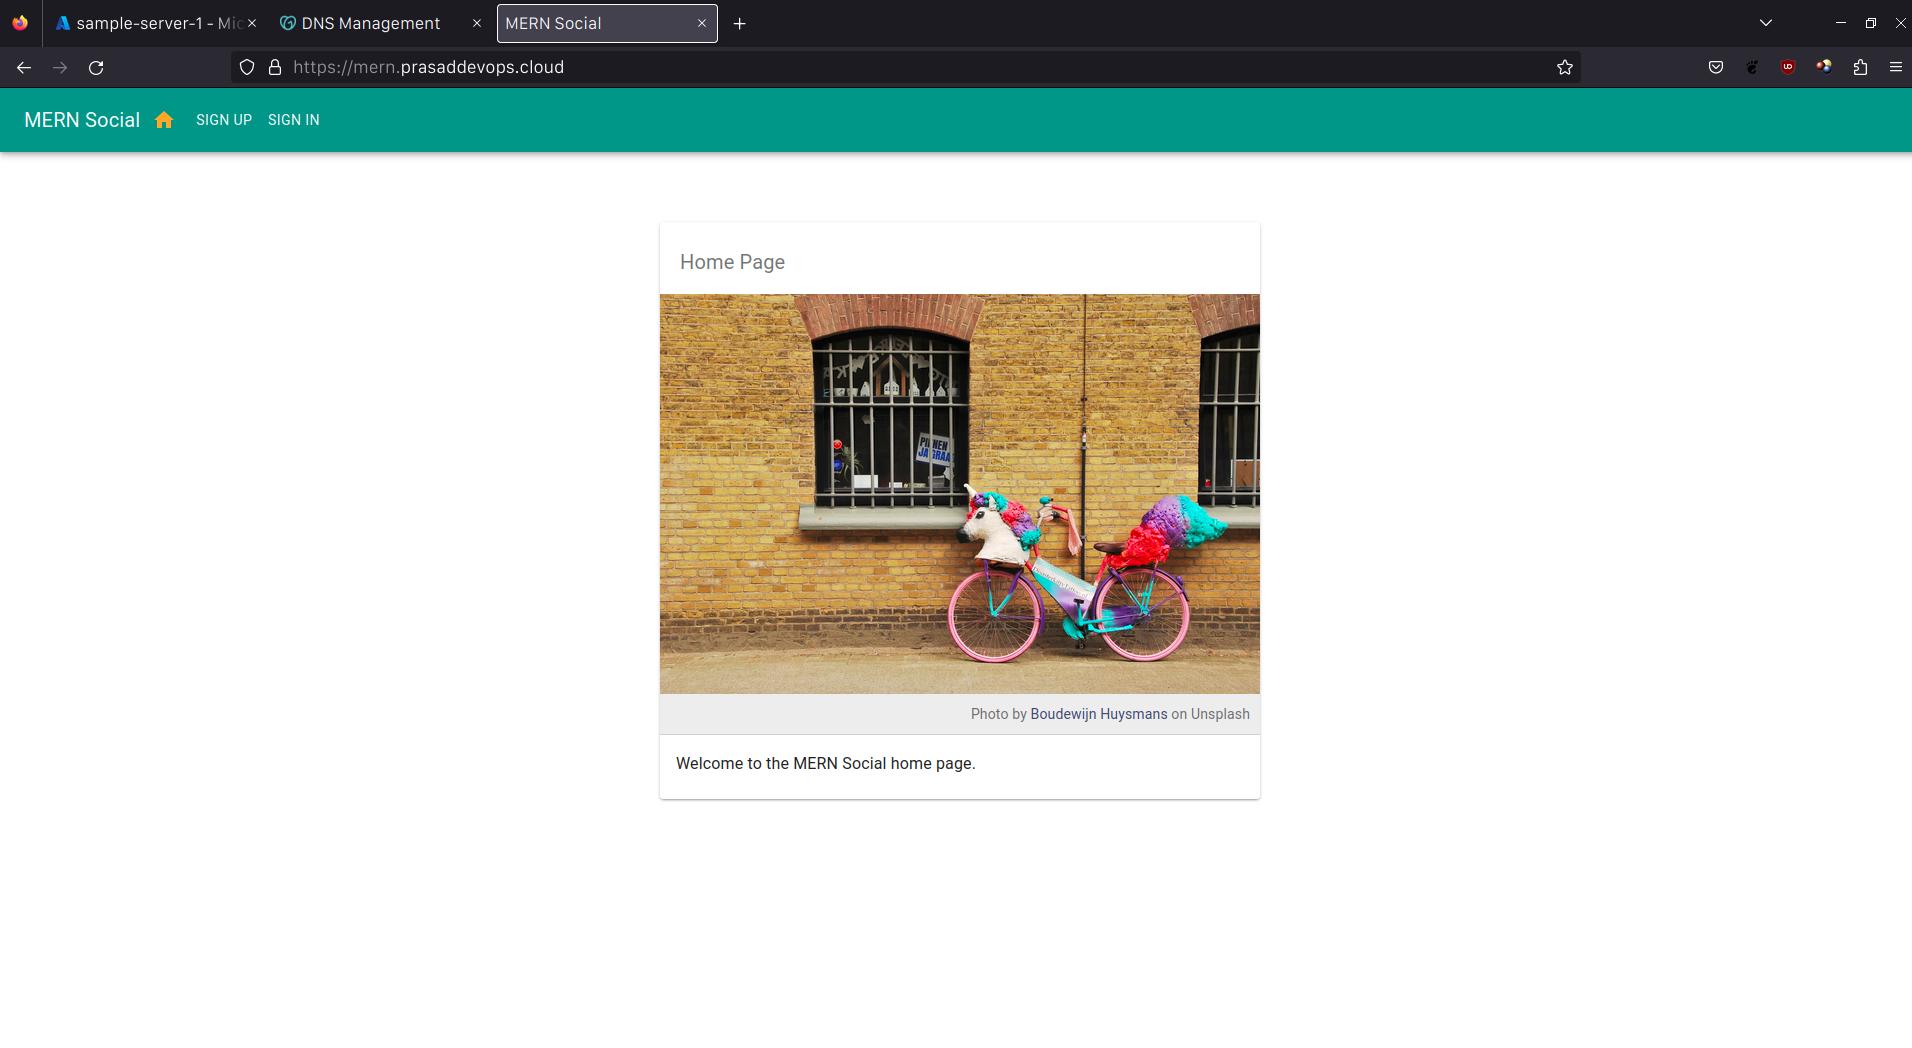 sample-server-1 - Mic
DNS Management
MERN Social
https://mern.prasaddevops.cloud
MERN Social SIGN UP SIGN IN
Home Page
Photo by Boudewijn Huysmans on Unsplash
Welcome to the MERN Social home page.